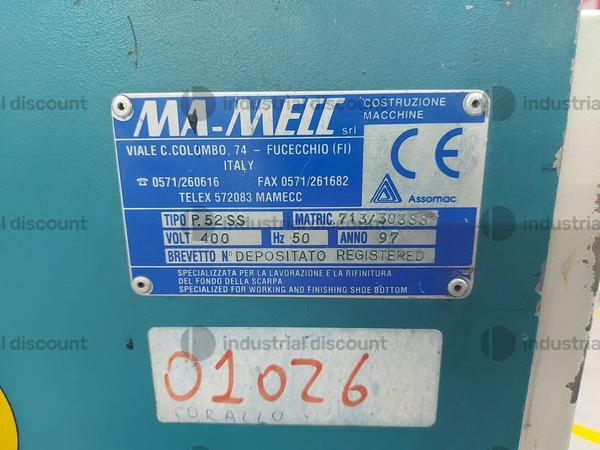 MA-MECC srl
COSTRUZIONE
MACCHINE
VIALE C.COLOMBO, 74 – FUCECCHIO (FI)
ITALY
☎ 0571/260616 FAX 0571/261682
TELEX 572083 MAMECC
CE
Assomac
TIPO P.52 SS MATRIC.
VOLT 400 Hz 50 ANNO 97
BREVETTO N° DEPOSITATO REGISTERED
SPECIALIZZATA PER LA LAVORAZIONE E LA RIFINITURA
DEL FONDO DELLA SCARPA
SPECIALIZED FOR WORKING AND FINISHING SHOE BOTTOM
01026
CORALLO
industrial discount